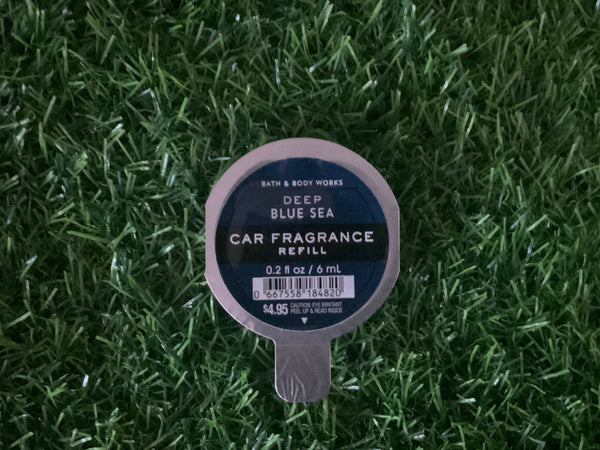 BATH & BODY WORKS
DEEP
BLUE SEA
CAR FRAGRANCE
REFILL
0.2 fl oz / 6 mL
0 667558 184820
$4.95 CAUTION: EYE IRRITANT.
PEEL UP & READ INSIDE